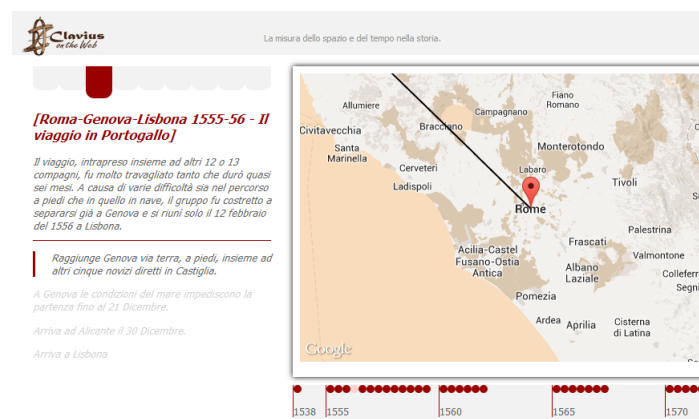 Clavius
on the Web
La misura dello spazio e del tempo nella storia.
[Roma-Genova-Lisbona 1555-56 - Il
viaggio in Portogallo]
Il viaggio, intrapreso insieme ad altri 12 o 13
compagni, fu molto travagliato tanto che durò quasi
sei mesi. A causa di varie difficoltà sia nel percorso
a piedi che in quello in nave, il gruppo fu costretto a
separarsi già a Genova e si riunì solo il 12 febbraio
del 1556 a Lisbona.
Raggiunge Genova via terra, a piedi, insieme ad
altri cinque novizi diretti in Castiglia.
A Genova le condizioni del mare impediscono la
partenza fino al 21 Dicembre.
Arriva ad Alicante il 30 Dicembre.
Arriva a Lisbona
Allumiere
Fiano
Romano
Campagnano
Civitavecchia
Bracciano
Santa
Marinella
Monterotondo
Cerveteri
Labaro
Ladispoli
Tivoli
Rome
Palestrina
Acilia-Castel
Fusano-Ostia
Antica
Frascati
Valmontone
Albano
Laziale
Colleferr
Segni
Pomezia
Ardea
Aprilia
Cisterna
di Latina
Google
1538
1555
1560
1565
1570